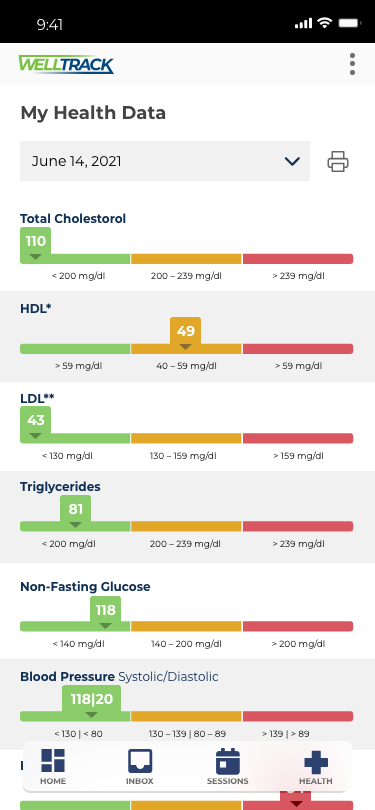 9:41
WELLTRACK
My Health Data
June 14, 2021
Total Cholestorol
110
< 200 mg/dl 200 – 239 mg/dl > 239 mg/dl
HDL*
49
> 59 mg/dl 40 – 59 mg/dl > 59 mg/dl
LDL**
43
< 130 mg/dl 130 – 159 mg/dl > 159 mg/dl
Triglycerides
81
< 200 mg/dl 200 – 239 mg/dl > 239 mg/dl
Non-Fasting Glucose
118
< 140 mg/dl 140 – 200 mg/dl > 200 mg/dl
Blood Pressure Systolic/Diastolic
118|20
< 130 | < 80 130 – 139 | 80 – 89 > 139 | > 89
HOME INBOX SESSIONS HEALTH